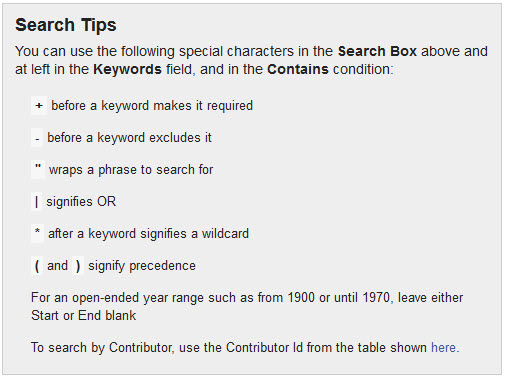 Search Tips
You can use the following special characters in the Search Box above and
at left in the Keywords field, and in the Contains condition:
+ before a keyword makes it required
- before a keyword excludes it
" wraps a phrase to search for
| signifies OR
* after a keyword signifies a wildcard
( and ) signify precedence
For an open-ended year range such as from 1900 or until 1970, leave either
Start or End blank
To search by Contributor, use the Contributor Id from the table shown here.